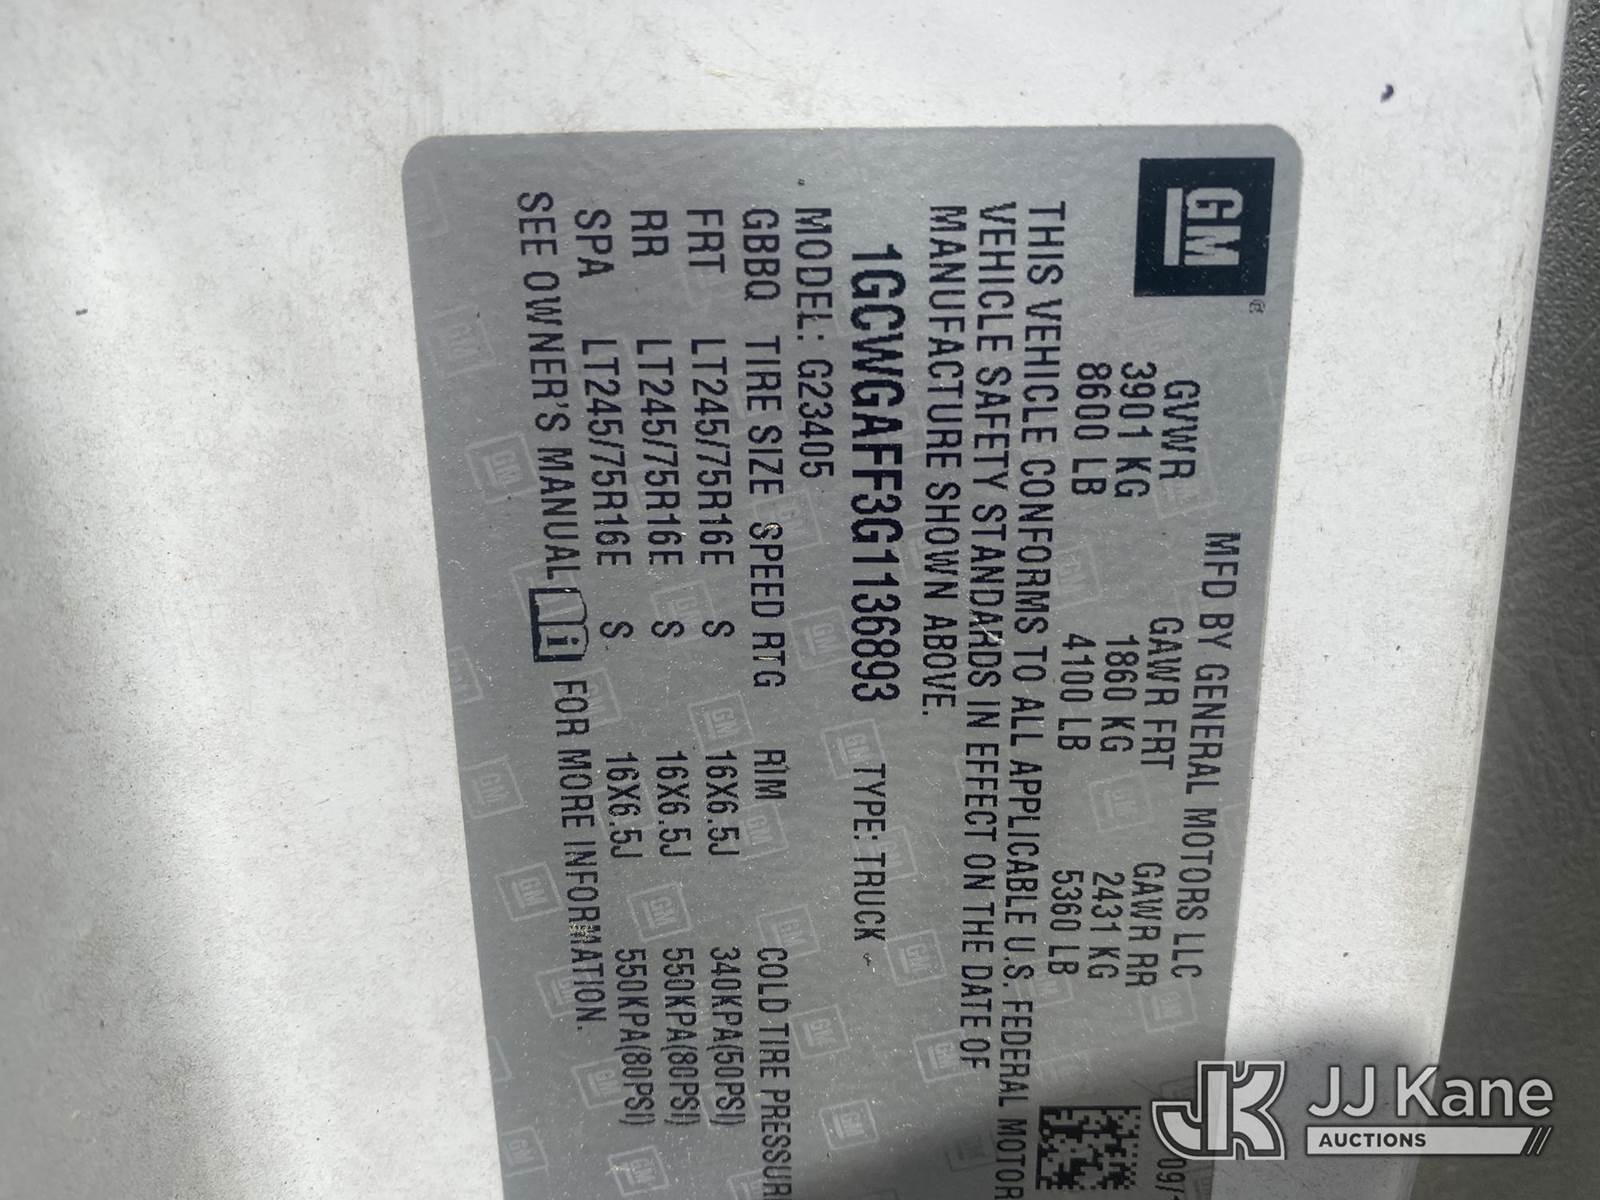 GM®
MFD BY GENERAL MOTORS LLC 09/
GVWR GAWR FRT GAWR RR
3901 KG 1860 KG 2431 KG
8600 LB 4100 LB 5360 LB
THIS VEHICLE CONFORMS TO ALL APPLICABLE U.S. FEDERAL MOTOR
VEHICLE SAFETY STANDARDS IN EFFECT ON THE DATE OF
MANUFACTURE SHOWN ABOVE.
1GCWGAFF3G1136893 TYPE: TRUCK
MODEL: G23405
GBBQ TIRE SIZE SPEED RTG RIM COLD TIRE PRESSUR
FRT LT245/75R16E S 16X6.5J 340KPA(50PSI)
RR LT245/75R16E S 16X6.5J 550KPA(80PSI)
SPA LT245/75R16E S 16X6.5J 550KPA(80PSI)
SEE OWNER'S MANUAL i FOR MORE INFORMATION.
JK JJ Kane
AUCTIONS